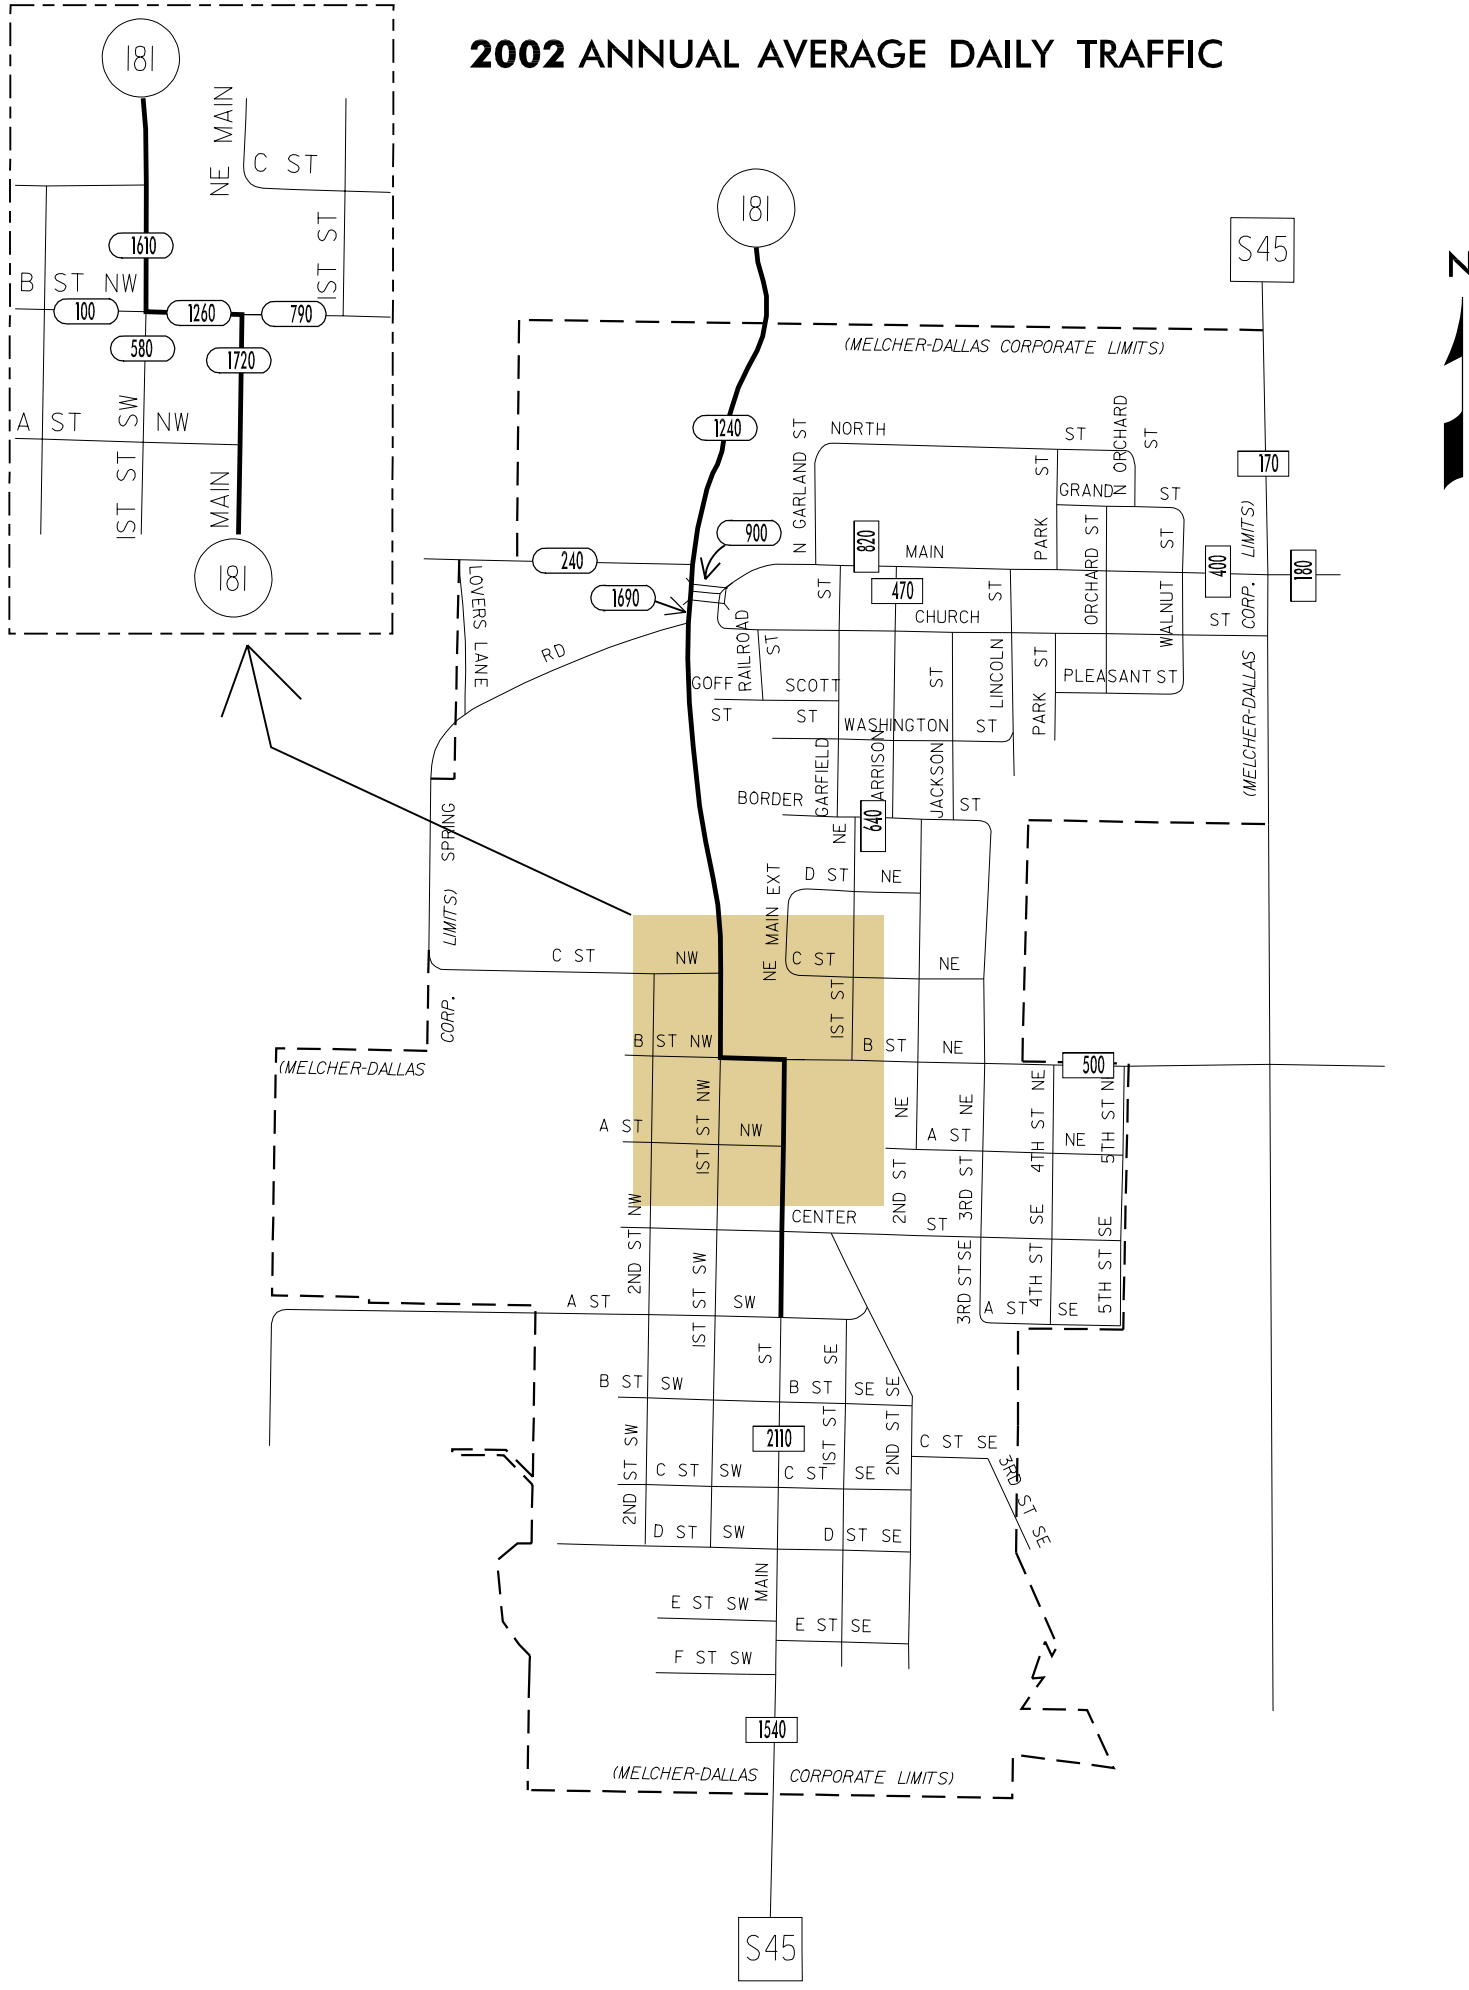 2002 ANNUAL AVERAGE DAILY TRAFFIC
181
NE MAIN
C ST
1ST ST
1610
B ST NW
100
1260
790
580
1720
A ST NW
1ST ST SW
MAIN
181
181
S45
N
(MELCHER-DALLAS CORPORATE LIMITS)
1240
N GARLAND ST
NORTH ST
N ORCHARD ST
170
GRAND ST
PARK ST
900
240
820
MAIN ST
400
180
LOVERS LANE
1690
470
CHURCH ST
ORCHARD ST
WALNUT ST
(MELCHER-DALLAS CORP. LIMITS)
RD
RAILROAD ST
LINCOLN ST
GOFF ST
SCOTT ST
PARK ST
PLEASANT ST
WASHINGTON ST
GARFIELD
ARRISON
JACKSON ST
BORDER ST
SPRING
640
NE
D ST NE
NE MAIN EXT
C ST NW
C ST NE
1ST ST
CORP. LIMITS)
(MELCHER-DALLAS
B ST NW
B ST NE
500
A ST NW
1ST ST NW
2ND ST NE
A ST NE
3RD ST NE
4TH ST NE
5TH ST N
2ND ST NW
CENTER ST
3RD ST SE
4TH ST SE
5TH ST SE
A ST SW
1ST ST SW
A ST SE
ST
B ST SW
B ST SE
1ST ST SE
2ND ST SE
2110
2ND ST SW
C ST SW
C ST SE
C ST SE
3RD ST SE
D ST SW
D ST SE
MAIN
E ST SW
E ST SE
F ST SW
1540
(MELCHER-DALLAS CORPORATE LIMITS)
S45